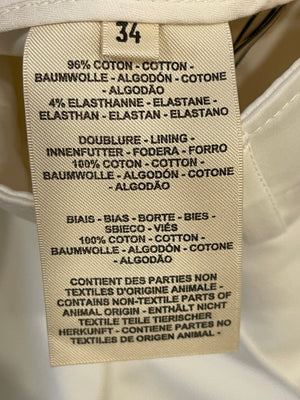 34
96% COTON - COTTON -
BAUMWOLLE - ALGODÓN - COTONE
- ALGODÃO
4% ELASTHANNE - ELASTANE -
ELASTHAN - ELASTAN - ELASTANO
DOUBLURE - LINING -
INNENFUTTER - FODERA - FORRO
100% COTON - COTTON -
BAUMWOLLE - ALGODÓN - COTONE
- ALGODÃO
BIAIS - BIAS - BORTE - BIES -
SBIECO - VIÉS
100% COTON - COTTON -
BAUMWOLLE - ALGODÓN - COTONE
- ALGODÃO
CONTIENT DES PARTIES NON
TEXTILES D'ORIGINE ANIMALE -
CONTAINS NON-TEXTILE PARTS OF
ANIMAL ORIGIN - ENTHÄLT NICHT
TEXTILE TEILE TIERISCHER
HERKUNFT - CONTIENE PARTES NO
TEXTILES DE ORIGEN ANIMAL -